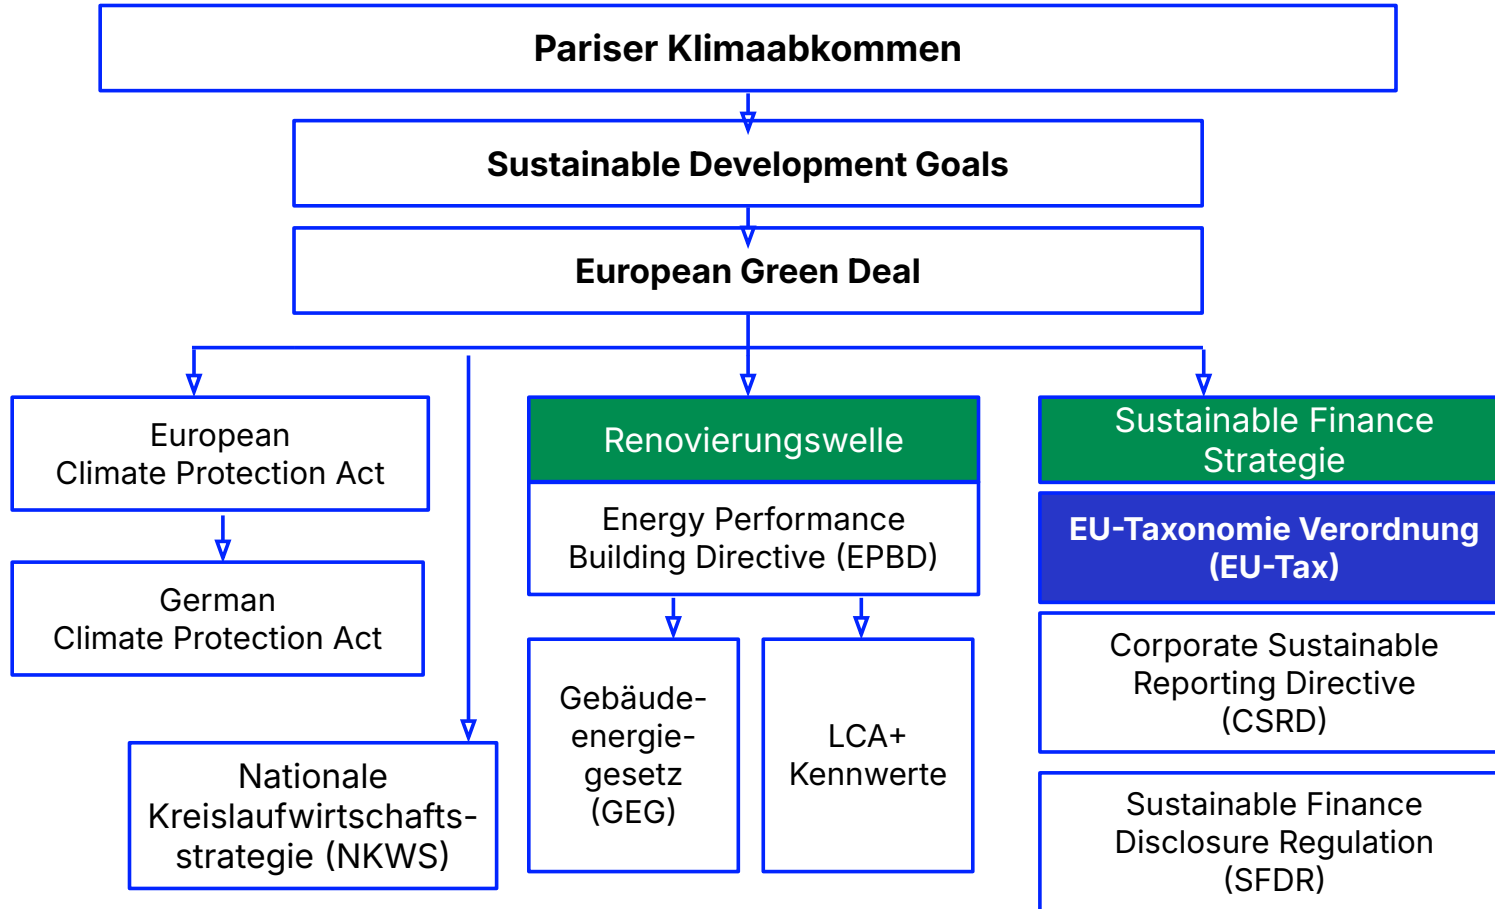 Pariser Klimaabkommen
Sustainable Development Goals
European Green Deal
European
Climate Protection Act
German
Climate Protection Act
Nationale
Kreislaufwirtschafts-
strategie (NKWS)
Renovierungswelle
Energy Performance
Building Directive (EPBD)
Gebäude-
energie-
gesetz
(GEG)
LCA+
Kennwerte
Sustainable Finance
Strategie
EU-Taxonomie Verordnung
(EU-Tax)
Corporate Sustainable
Reporting Directive
(CSRD)
Sustainable Finance
Disclosure Regulation
(SFDR)